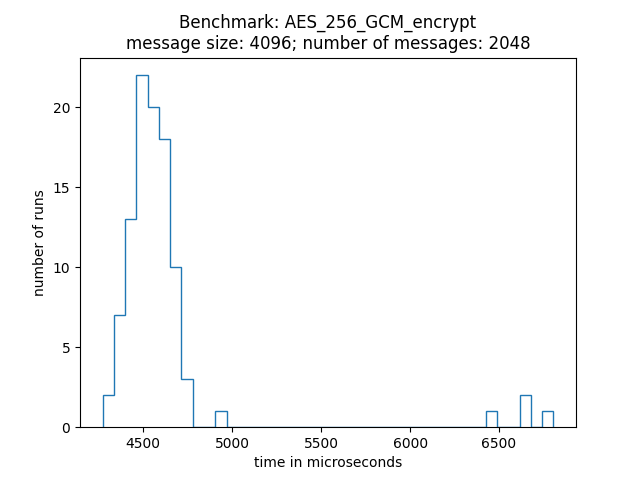 Benchmark: AES_256_GCM_encrypt
message size: 4096; number of messages: 2048
20
15
10
5
0
number of runs
4500 5000 5500 6000 6500
time in microseconds